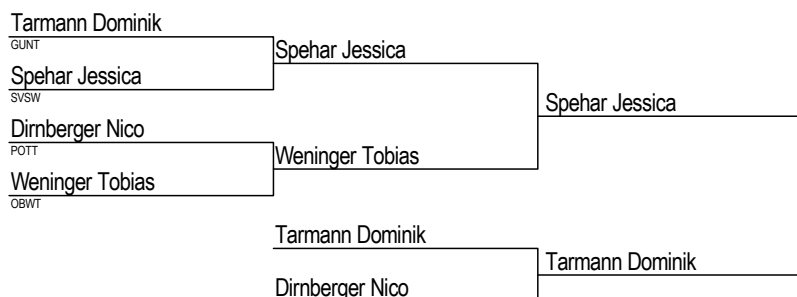 Tarmann Dominik
GUNT
Spehar Jessica
Spehar Jessica
SVSW
Spehar Jessica
Dirnberger Nico
POTT
Weninger Tobias
Weninger Tobias
OBWT
Tarmann Dominik
Tarmann Dominik
Dirnberger Nico